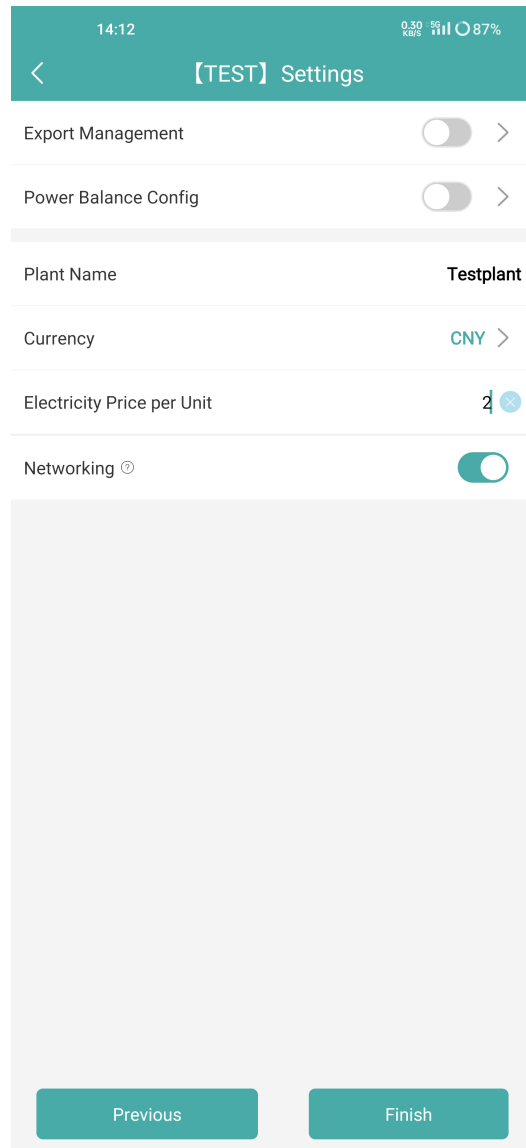 14:12
0.30 KB/S 5G 87%
【TEST】Settings
Export Management
Power Balance Config
Plant Name Testplant
Currency CNY
Electricity Price per Unit 2
Networking ?
Previous Finish